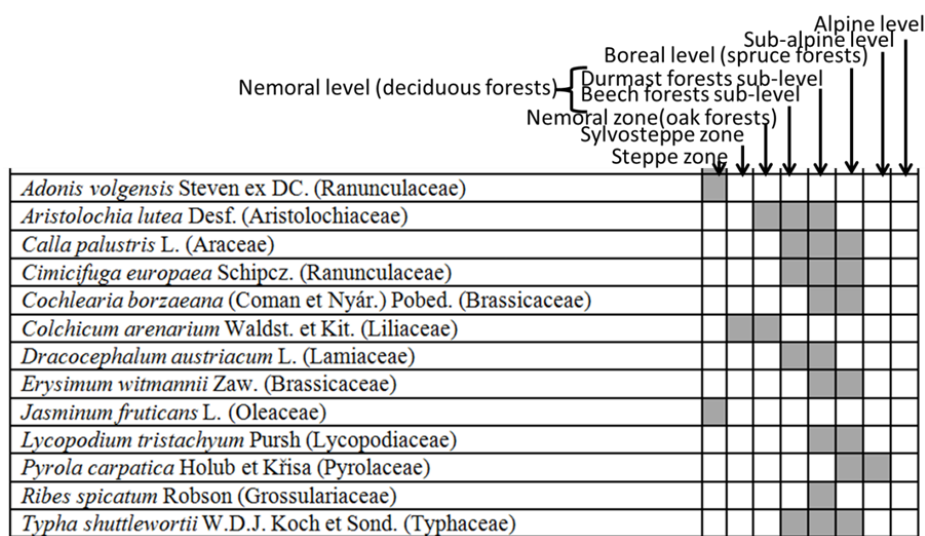 Alpine level
Sub-alpine level
Boreal level (spruce forests)
Nemoral level (deciduous forests)
Durmast forests sub-level
Beech forests sub-level
Nemoral zone(oak forests)
Sylvosteppe zone
Steppe zone
Adonis volgensis Steven ex DC. (Ranunculaceae)
Aristolochia lutea Desf. (Aristolochiaceae)
Calla palustris L. (Araceae)
Cimicifuga europaea Schipcz. (Ranunculaceae)
Cochlearia borzaeana (Coman et Nyár.) Pobed. (Brassicaceae)
Colchicum arenarium Waldst. et Kit. (Liliaceae)
Dracocephalum austriacum L. (Lamiaceae)
Erysimum witmannii Zaw. (Brassicaceae)
Jasminum fruticans L. (Oleaceae)
Lycopodium tristachyum Pursh (Lycopodiaceae)
Pyrola carpatica Holub et Křisa (Pyrolaceae)
Ribes spicatum Robson (Grossulariaceae)
Typha shuttlewortii W.D.J. Koch et Sond. (Typhaceae)